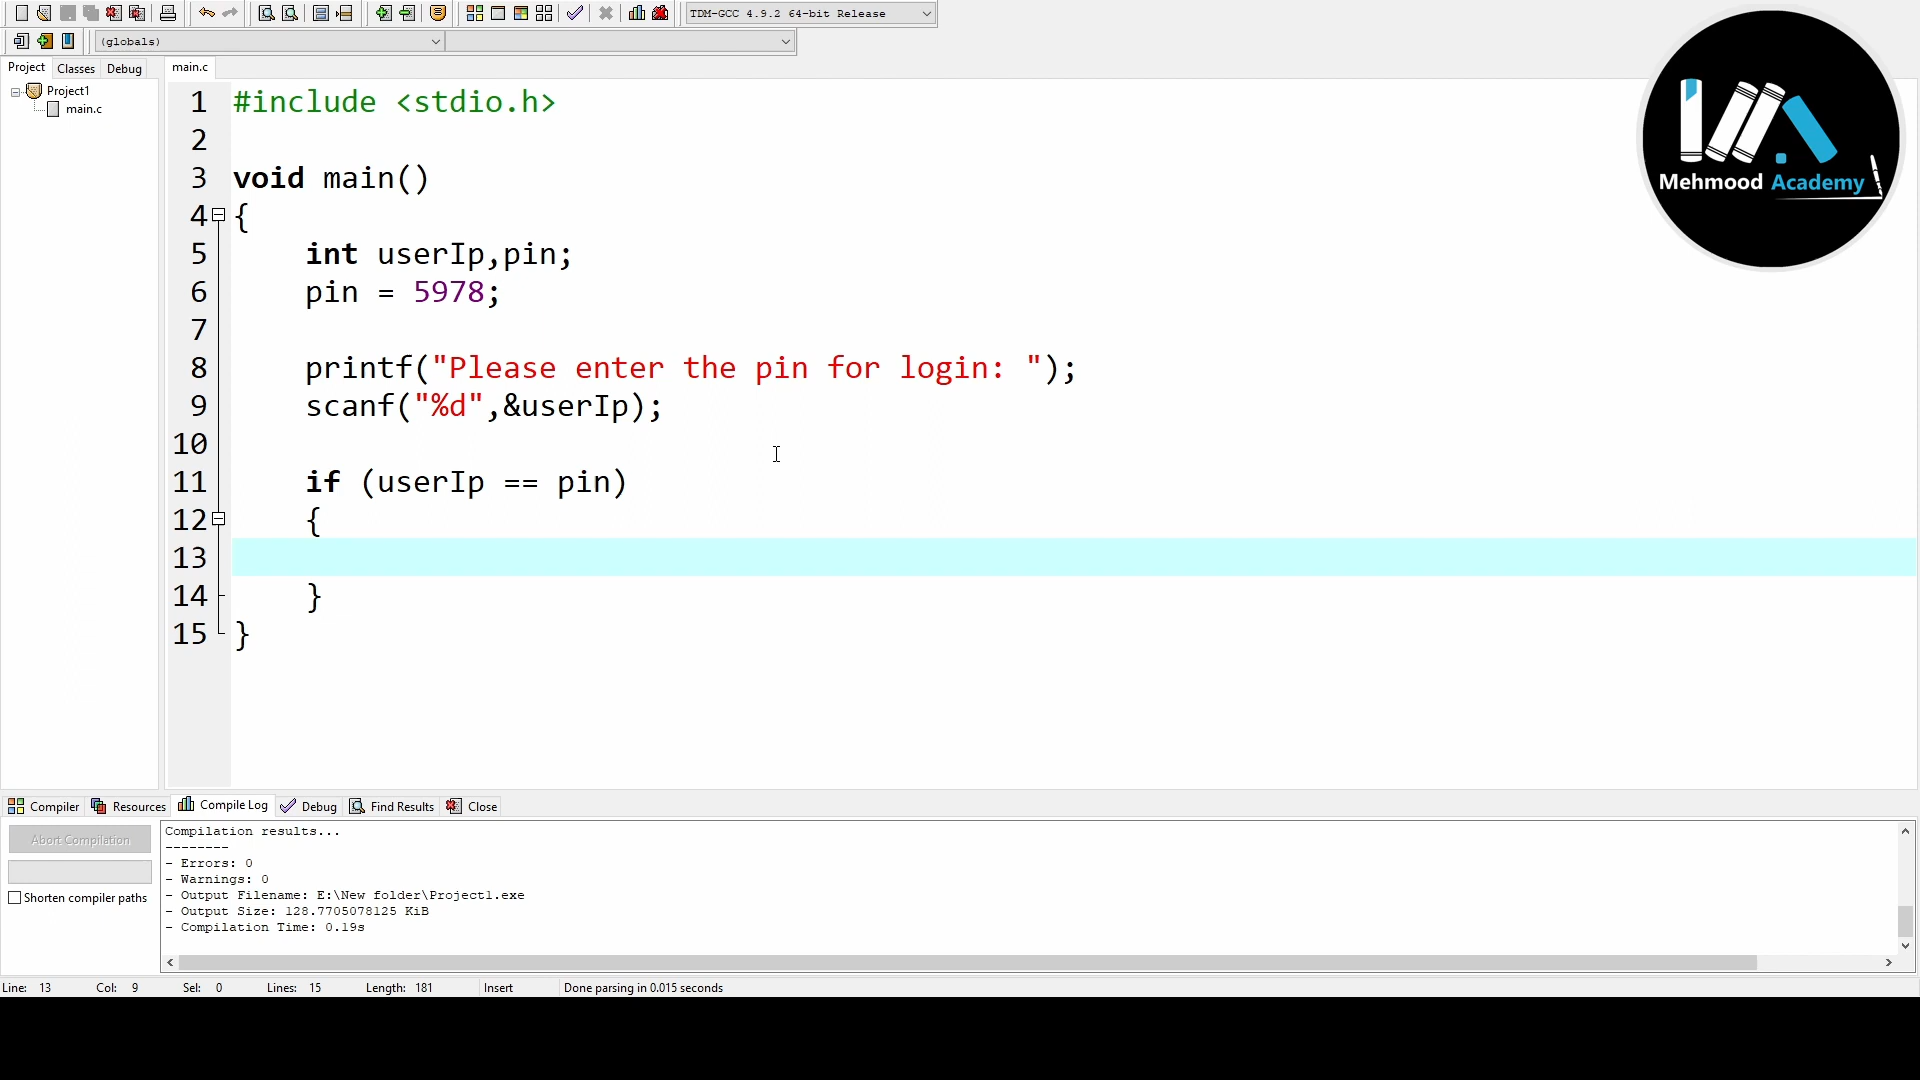 TDM-GCC 4.9.2 64-bit Release
(globals)
Project Classes Debug
main.c
Project1
main.c
1 #include <stdio.h>
2
3 void main()
4 {
5 int userIp,pin;
6 pin = 5978;
7
8 printf("Please enter the pin for login: ");
9 scanf("%d",&userIp);
10
11 if (userIp == pin)
12 {
13
14 }
15 }
Mehmood Academy
Compiler Resources Compile Log Debug Find Results Close
Abort Compilation
Shorten compiler paths
Compilation results...
--------
- Errors: 0
- Warnings: 0
- Output Filename: E:\New folder\Project1.exe
- Output Size: 128.7705078125 KiB
- Compilation Time: 0.19s
Line: 13 Col: 9 Sel: 0 Lines: 15 Length: 181 Insert Done parsing in 0.015 seconds